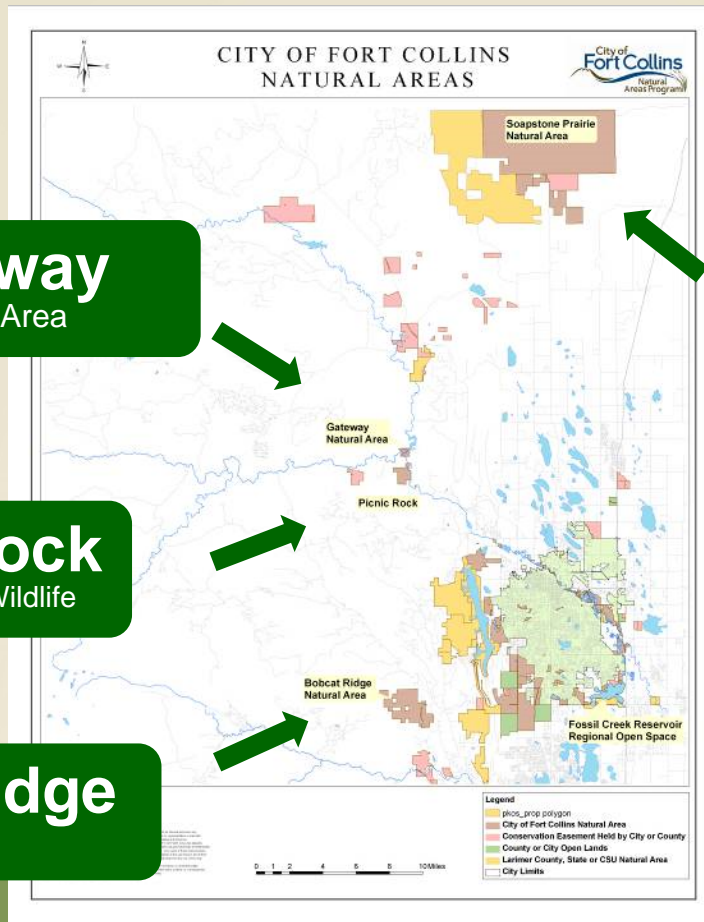 CITY OF FORT COLLINS
NATURAL AREAS
City of
Fort Collins
Natural
Areas Program
N
W
E
S
Soapstone Prairie
Natural Area
way
Area
Gateway
Natural Area
Picnic Rock
ock
Wildlife
Bobcat Ridge
Natural Area
Fossil Creek Reservoir
Regional Open Space
dge
Legend
pkos_prop polygon
City of Fort Collins Natural Area
Conservation Easement Held by City or County
County or City Open Lands
Larimer County, State or CSU Natural Area
City Limits
0 1 2 4 6 8 10 Miles